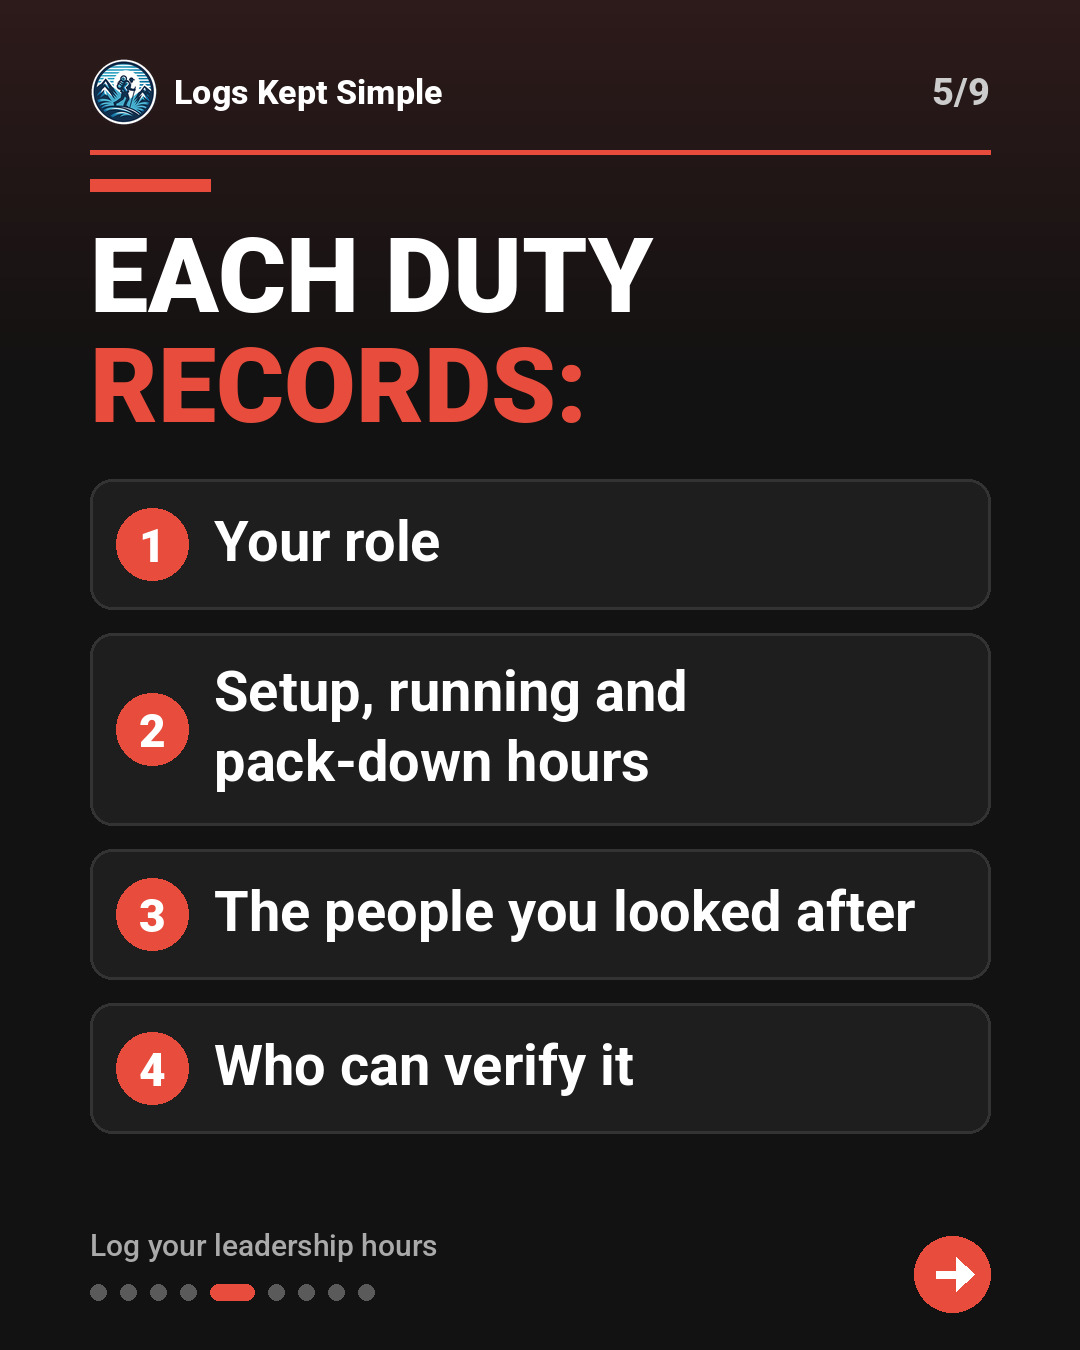 Logs Kept Simple
5/9
EACH DUTY
RECORDS:
1 Your role
2 Setup, running and
pack-down hours
3 The people you looked after
4 Who can verify it
Log your leadership hours